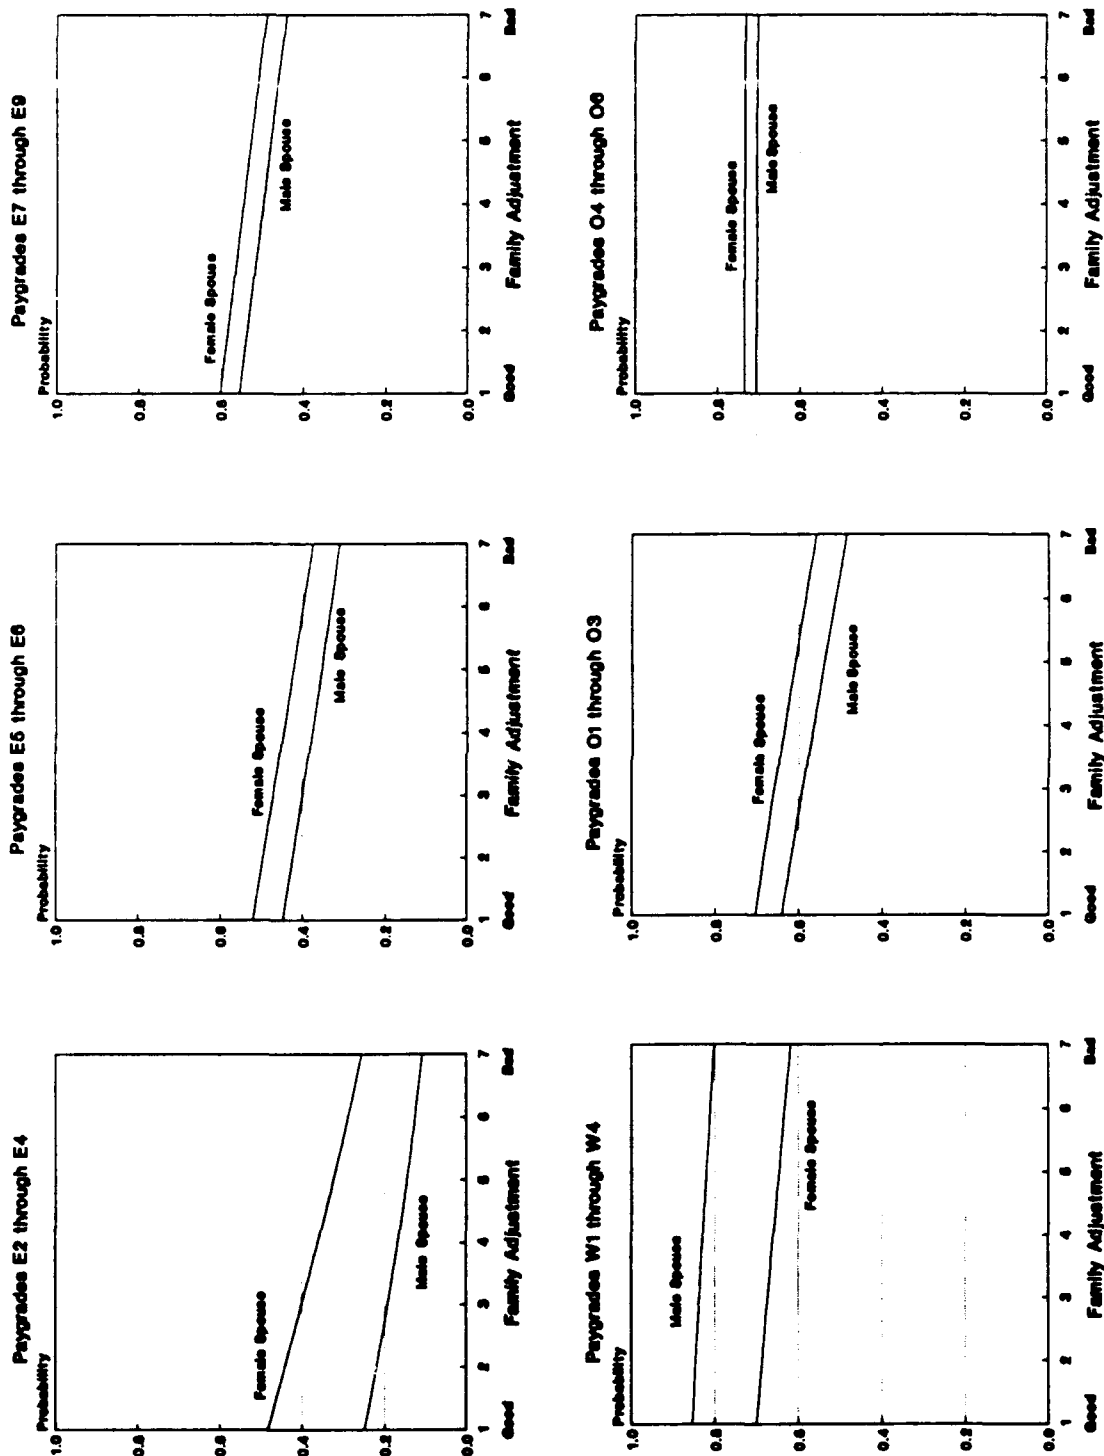 Paygrades E2 through E4
Probability
1.0
0.8
0.6
0.4
0.2
0.0
Female Spouse
Male Spouse
1 2 3 4 5 6 7
Good Bad
Family Adjustment
Paygrades E5 through E6
Probability
1.0
0.8
0.6
0.4
0.2
0.0
Female Spouse
Male Spouse
1 2 3 4 5 6 7
Good Bad
Family Adjustment
Paygrades E7 through E9
Probability
1.0
0.8
0.6
0.4
0.2
0.0
Female Spouse
Male Spouse
1 2 3 4 5 6 7
Good Bad
Family Adjustment
Paygrades W1 through W4
Probability
1.0
0.8
0.6
0.4
0.2
0.0
Male Spouse
Female Spouse
1 2 3 4 5 6 7
Good Bad
Family Adjustment
Paygrades O1 through O3
Probability
1.0
0.8
0.6
0.4
0.2
0.0
Female Spouse
Male Spouse
1 2 3 4 5 6 7
Good Bad
Family Adjustment
Paygrades O4 through O6
Probability
1.0
0.8
0.6
0.4
0.2
0.0
Female Spouse
Male Spouse
1 2 3 4 5 6 7
Good Bad
Family Adjustment